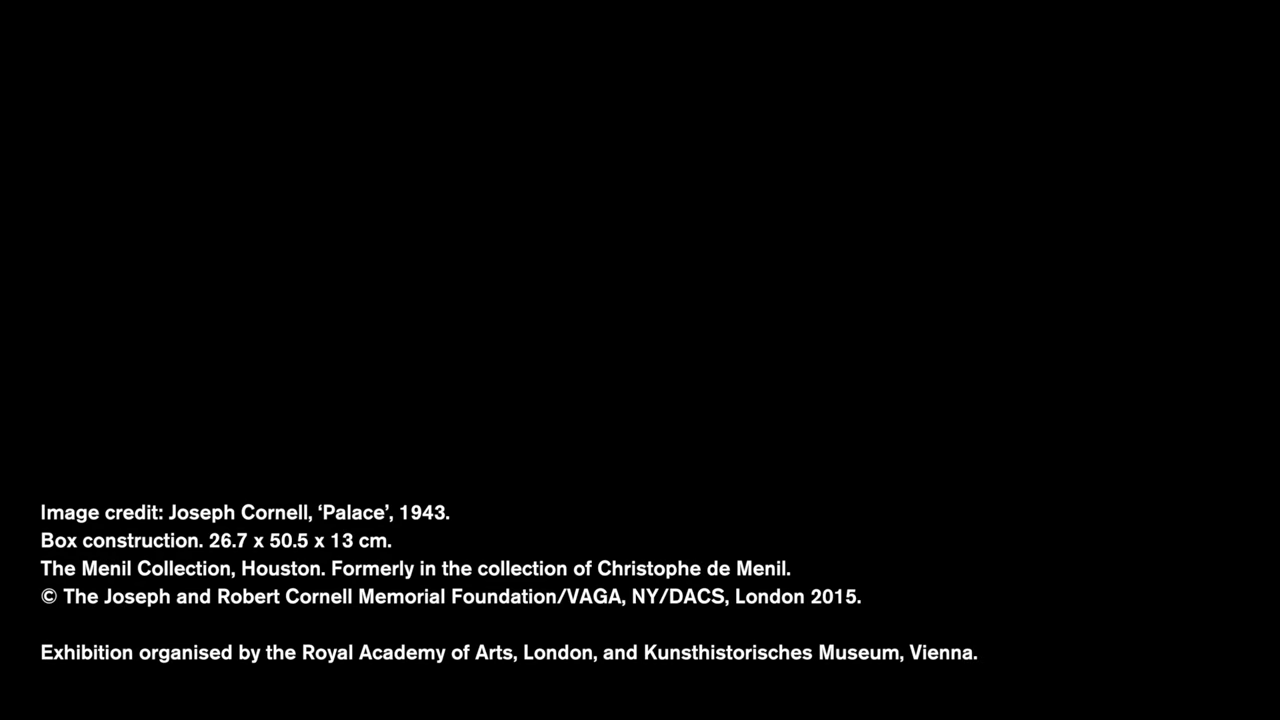 Image credit: Joseph Cornell, ‘Palace’, 1943.
Box construction. 26.7 x 50.5 x 13 cm.
The Menil Collection, Houston. Formerly in the collection of Christophe de Menil.
© The Joseph and Robert Cornell Memorial Foundation/VAGA, NY/DACS, London 2015.
Exhibition organised by the Royal Academy of Arts, London, and Kunsthistorisches Museum, Vienna.